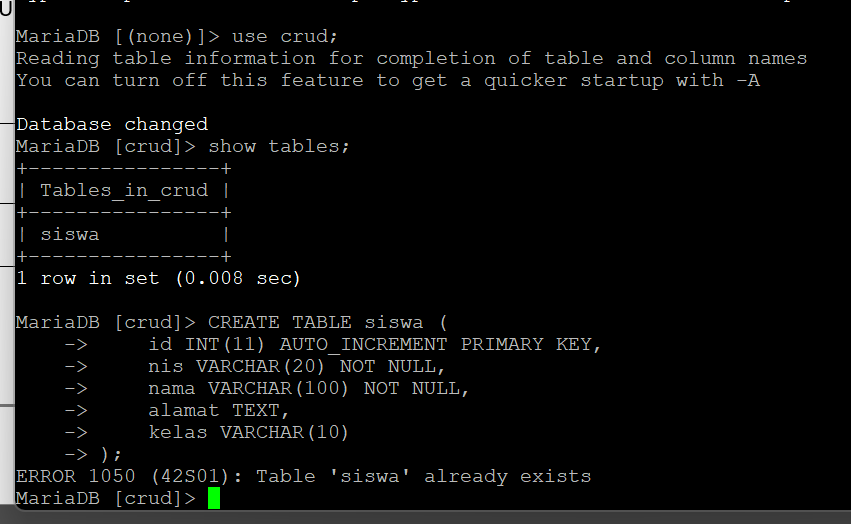 U
MariaDB [(none)]> use crud;
Reading table information for completion of table and column names
You can turn off this feature to get a quicker startup with -A
Database changed
MariaDB [crud]> show tables;
+----------------+
| Tables_in_crud |
+----------------+
| siswa          |
+----------------+
1 row in set (0.008 sec)
MariaDB [crud]> CREATE TABLE siswa (
    ->     id INT(11) AUTO_INCREMENT PRIMARY KEY,
    ->     nis VARCHAR(20) NOT NULL,
    ->     nama VARCHAR(100) NOT NULL,
    ->     alamat TEXT,
    ->     kelas VARCHAR(10)
    -> );
ERROR 1050 (42S01): Table 'siswa' already exists
MariaDB [crud]>